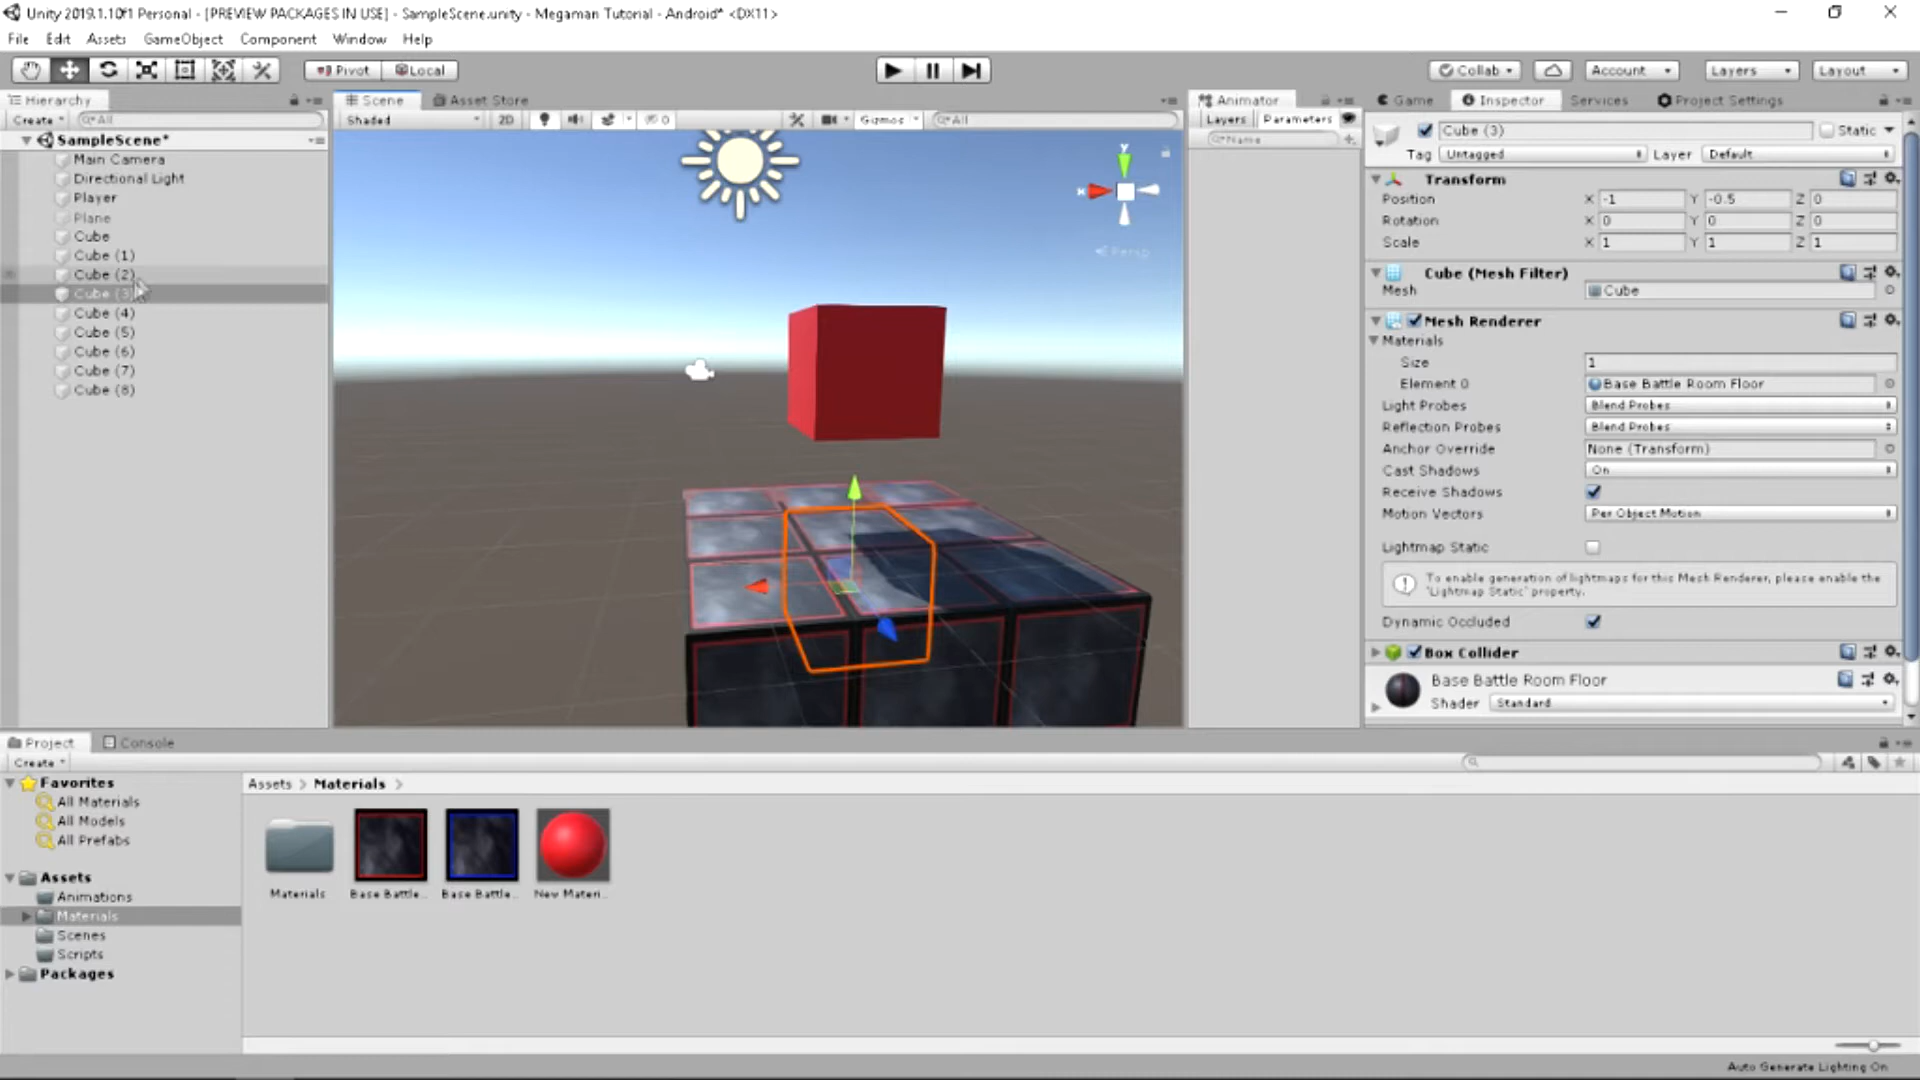 Unity 2019.1.10f1 Personal - [PREVIEW PACKAGES IN USE] - SampleScene.unity - Megaman Tutorial - Android* <DX11>
File Edit Assets GameObject Component Window Help
Pivot Local Collab Account Layers Layout
Hierarchy Scene Asset Store Animator Game Inspector Services Project Settings
Create All Shaded 2D 0 Gizmos All Layers Parameters
Name
SampleScene*
Main Camera
Directional Light
Player
Plane
Cube
Cube (1)
Cube (2)
Cube (3)
Cube (4)
Cube (5)
Cube (6)
Cube (7)
Cube (8)
y
x
Persp
Cube (3) Static
Tag Untagged Layer Default
Transform
Position X -1 Y -0.5 Z 0
Rotation X 0 Y 0 Z 0
Scale X 1 Y 1 Z 1
Cube (Mesh Filter)
Mesh Cube
Mesh Renderer
Materials
Size 1
Element 0 Base Battle Room Floor
Light Probes Blend Probes
Reflection Probes Blend Probes
Anchor Override None (Transform)
Cast Shadows On
Receive Shadows
Motion Vectors Per Object Motion
Lightmap Static
To enable generation of lightmaps for this Mesh Renderer, please enable the
'Lightmap Static' property.
Dynamic Occluded
Box Collider
Base Battle Room Floor
Shader Standard
Project Console
Create
Favorites
All Materials
All Models
All Prefabs
Assets
Animations
Materials
Scenes
Scripts
Packages
Assets > Materials >
Materials Base Battle.. Base Battle.. New Materi..
Auto Generate Lighting On